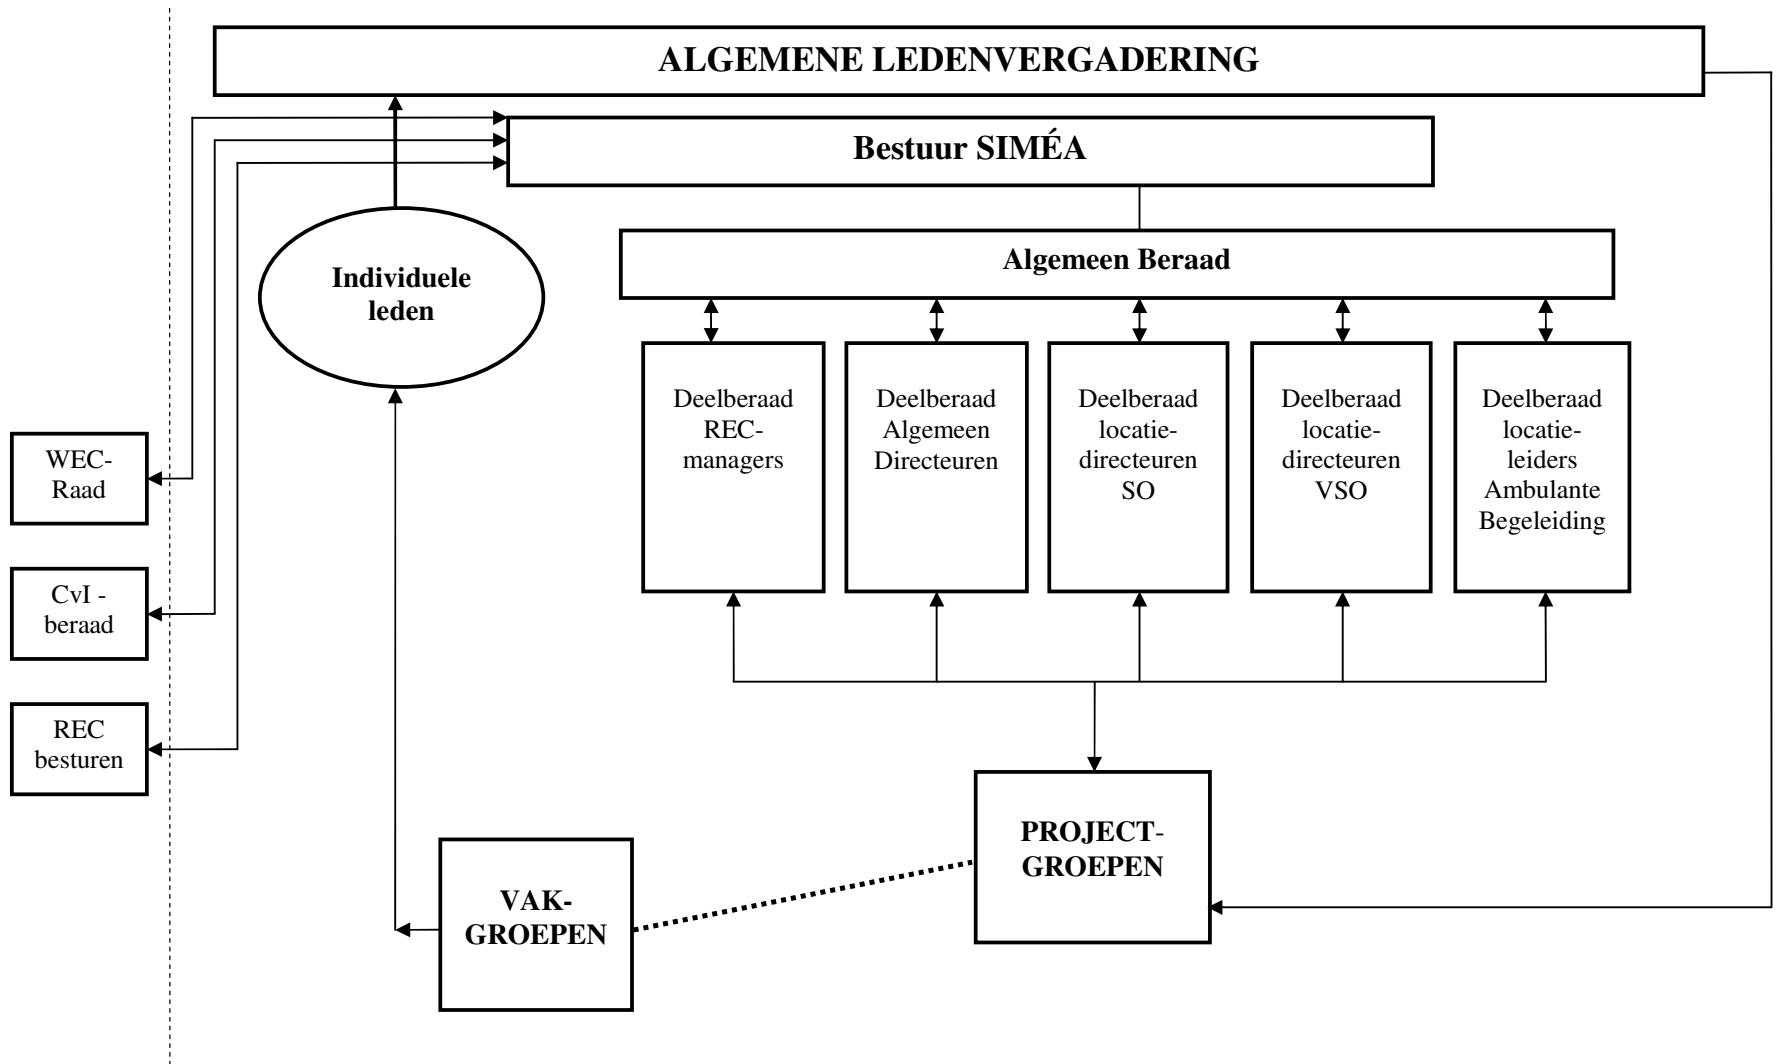 ALGEMENE LEDENVERGADERING
Bestuur SIMÉA
Algemeen Beraad
Individuele
leden
Deelberaad
REC-
managers
Deelberaad
Algemeen
Directeuren
Deelberaad
locatie-
directeuren
SO
Deelberaad
locatie-
directeuren
VSO
Deelberaad
locatie-
leiders
Ambulante
Begeleiding
WEC-
Raad
CvI -
beraad
REC
besturen
PROJECT-
GROEPEN
VAK-
GROEPEN